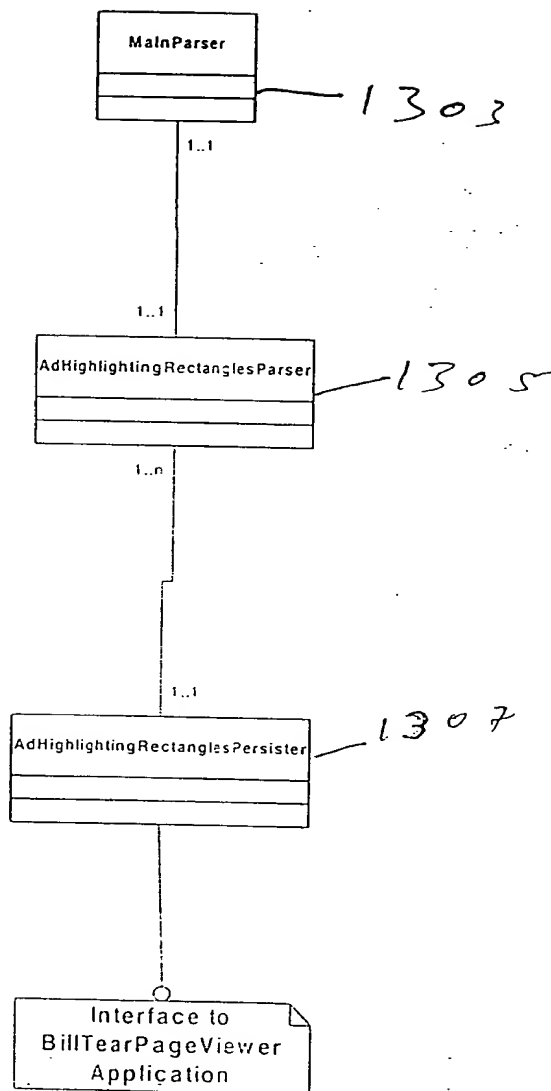 MainParser
1303
1..1
1..1
AdHighlightingRectanglesParser
1305
1..n
1..1
AdHighlightingRectanglesPersister
1307
Interface to
BillTearPageViewer
Application